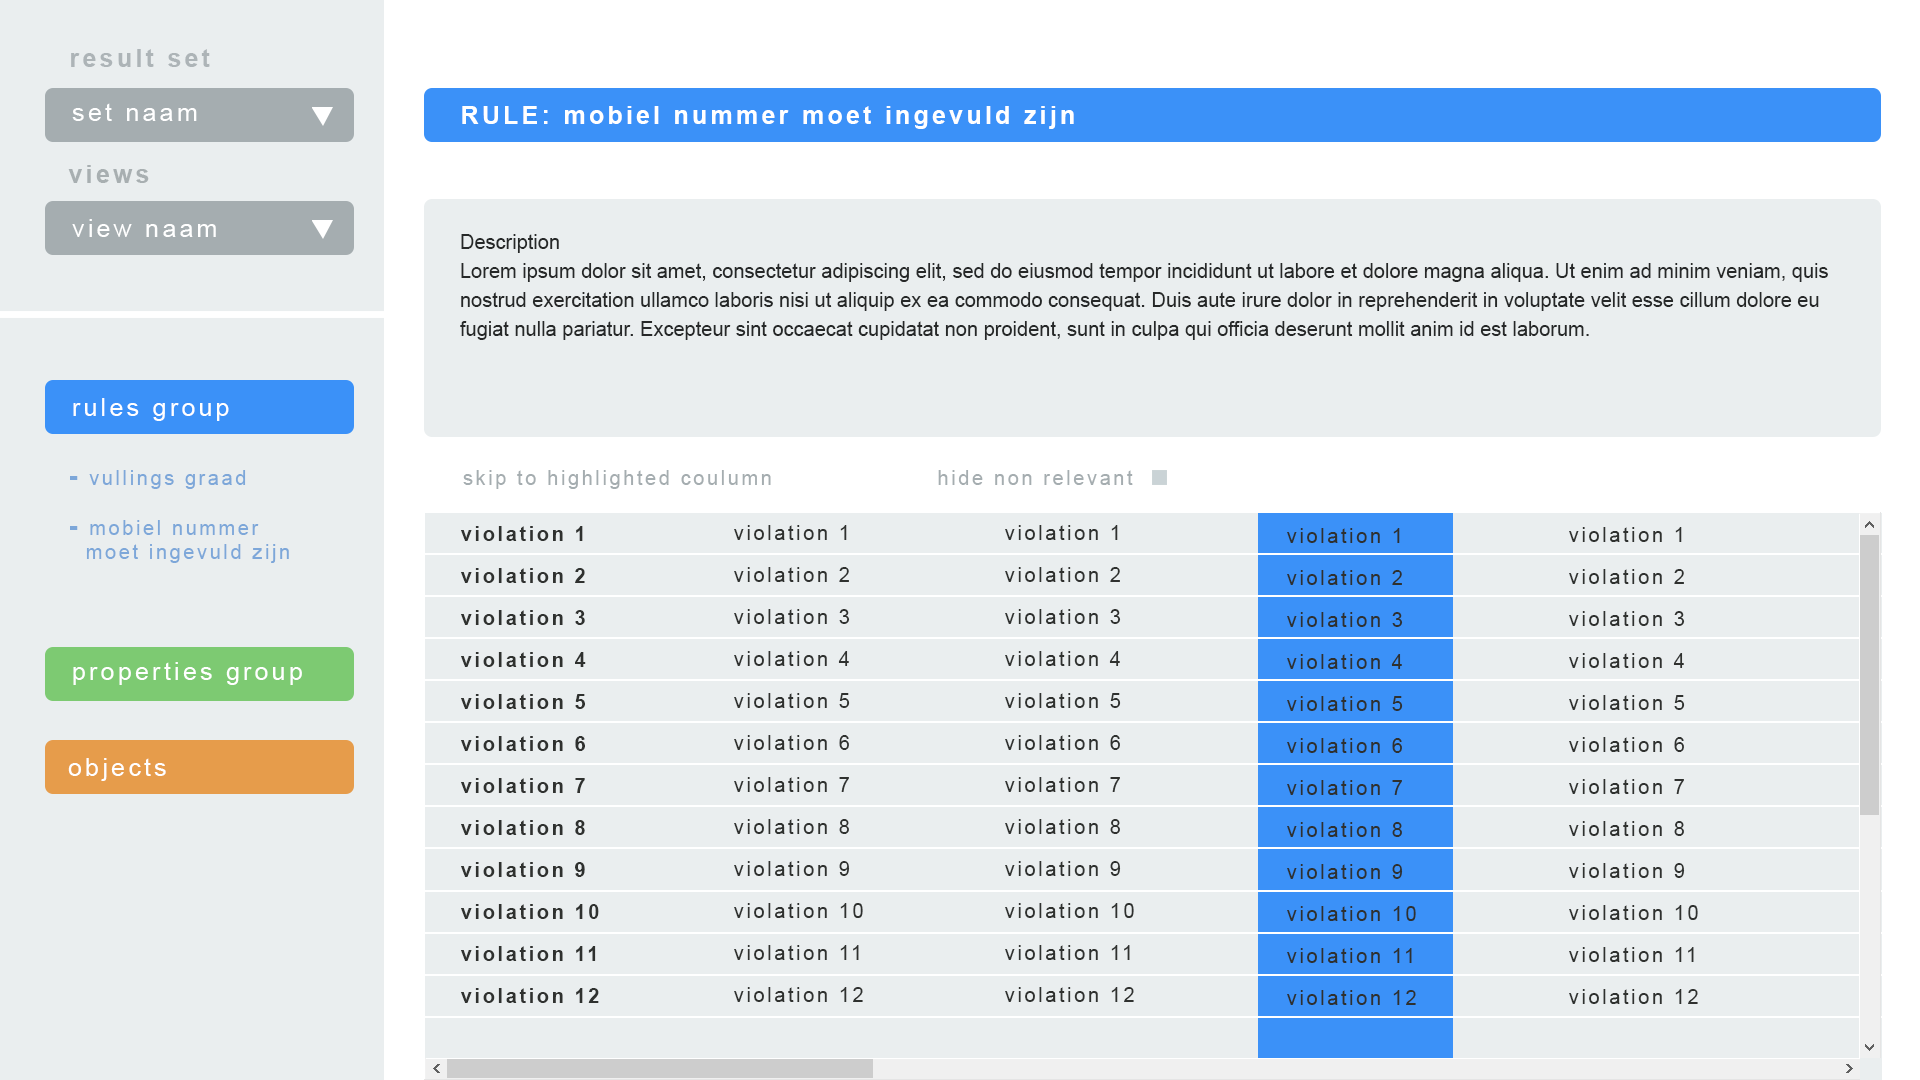 result set
set naam
views
view naam
rules group
- vullings graad
- mobiel nummer
moet ingevuld zijn
properties group
objects
RULE: mobiel nummer moet ingevuld zijn
Description
Lorem ipsum dolor sit amet, consectetur adipiscing elit, sed do eiusmod tempor incididunt ut labore et dolore magna aliqua. Ut enim ad minim veniam, quis
nostrud exercitation ullamco laboris nisi ut aliquip ex ea commodo consequat. Duis aute irure dolor in reprehenderit in voluptate velit esse cillum dolore eu
fugiat nulla pariatur. Excepteur sint occaecat cupidatat non proident, sunt in culpa qui officia deserunt mollit anim id est laborum.
skip to highlighted coulumn hide non relevant
violation 1 violation 1 violation 1 violation 1 violation 1
violation 2 violation 2 violation 2 violation 2 violation 2
violation 3 violation 3 violation 3 violation 3 violation 3
violation 4 violation 4 violation 4 violation 4 violation 4
violation 5 violation 5 violation 5 violation 5 violation 5
violation 6 violation 6 violation 6 violation 6 violation 6
violation 7 violation 7 violation 7 violation 7 violation 7
violation 8 violation 8 violation 8 violation 8 violation 8
violation 9 violation 9 violation 9 violation 9 violation 9
violation 10 violation 10 violation 10 violation 10 violation 10
violation 11 violation 11 violation 11 violation 11 violation 11
violation 12 violation 12 violation 12 violation 12 violation 12